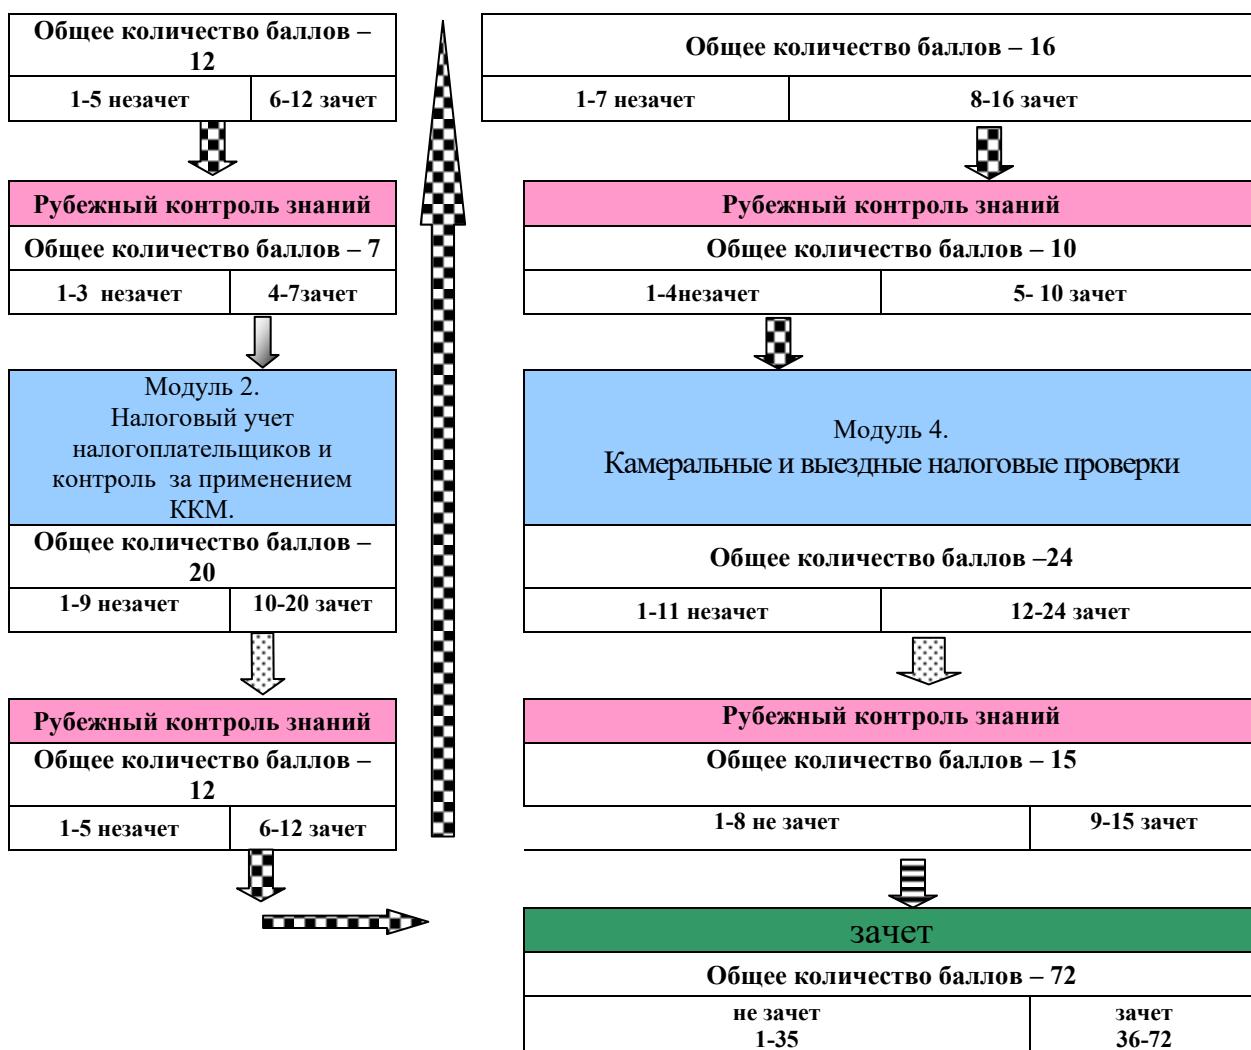 Общее количество баллов –
12
1-5 незачет
6-12 зачет
Рубежный контроль знаний
Общее количество баллов – 7
1-3 незачет
4-7зачет
Модуль 2.
Налоговый учет
налогоплательщиков и
контроль за применением
ККМ.
Общее количество баллов –
20
1-9 незачет
10-20 зачет
Рубежный контроль знаний
Общее количество баллов –
12
1-5 незачет
6-12 зачет
Общее количество баллов – 16
1-7 незачет
8-16 зачет
Рубежный контроль знаний
Общее количество баллов – 10
1-4незачет
5- 10 зачет
Модуль 4.
Камеральные и выездные налоговые проверки
Общее количество баллов –24
1-11 незачет
12-24 зачет
Рубежный контроль знаний
Общее количество баллов – 15
1-8 не зачет
9-15 зачет
зачет
Общее количество баллов – 72
не зачет
1-35
зачет
36-72